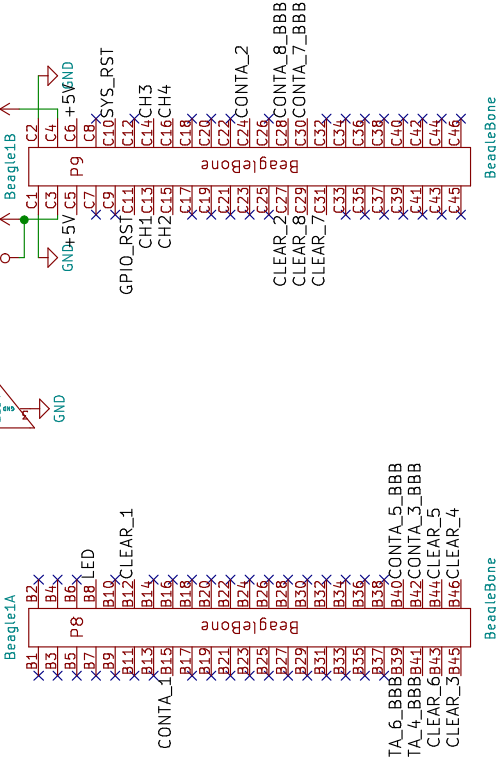 Beagle1B
P9
BeagleBone
BeagleBone
C2
C4
C6
C8
C10
C12
C14
C16
C18
C20
C22
C24
C26
C28
C30
C32
C34
C36
C38
C40
C42
C44
C46
GND
+5V
SYS_RST
CH3
CH4
CONTA_2
CONTA_8_BBB
CONTA_7_BBB
C1
C3
C5
C7
C9
C11
C13
C15
C17
C19
C21
C23
C25
C27
C29
C31
C33
C35
C37
C39
C41
C43
C45
GND
+5V
GPIO_RST
CH1
CH2
CLEAR_2
CLEAR_8
CLEAR_7
GND
Beagle1A
P8
BeagleBone
BeagleBone
B2
B4
B6
B8
B10
B12
B14
B16
B18
B20
B22
B24
B26
B28
B30
B32
B34
B36
B38
B40
B42
B44
B46
LED
CLEAR_1
CONTA_5_BBB
CONTA_3_BBB
CLEAR_5
CLEAR_4
B1
B3
B5
B7
B9
B11
B13
B15
B17
B19
B21
B23
B25
B27
B29
B31
B33
B35
B37
B39
B41
B43
B45
CONTA_1
TA_6_BBB
TA_4_BBB
CLEAR_6
CLEAR_3